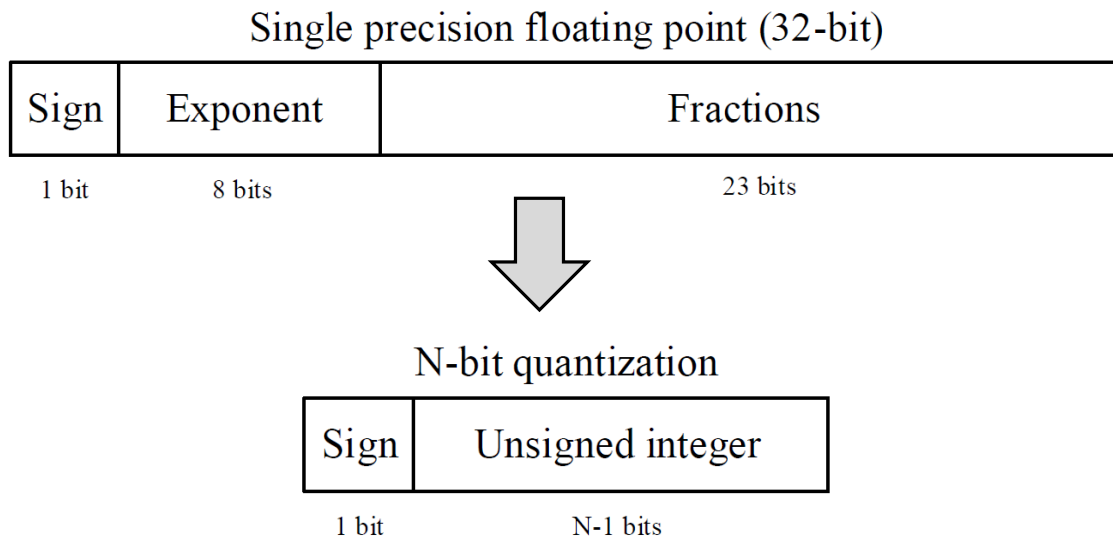 Single precision floating point (32-bit)
Sign Exponent Fractions
1 bit 8 bits 23 bits
N-bit quantization
Sign Unsigned integer
1 bit N-1 bits